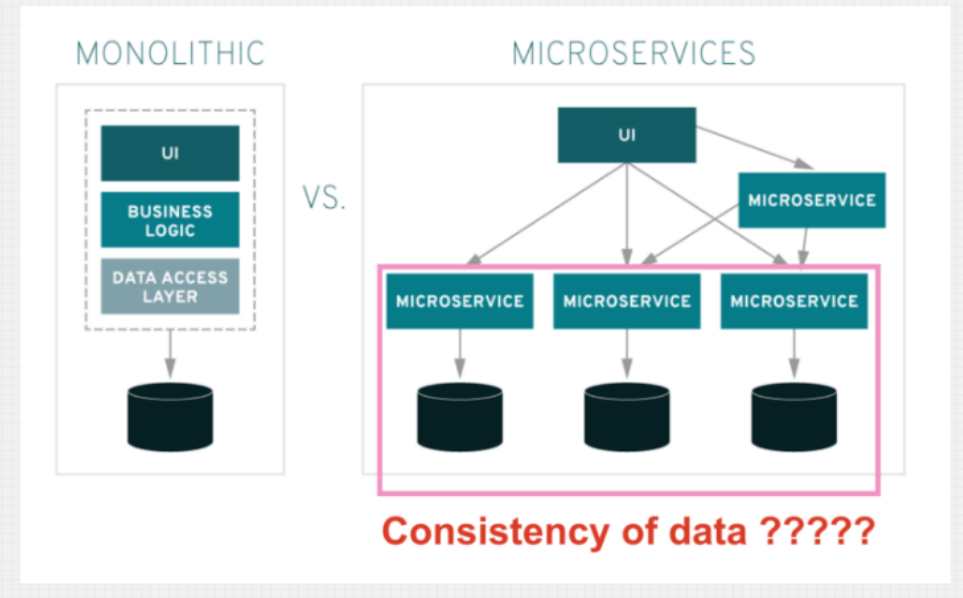 MONOLITHIC
VS.
MICROSERVICES
UI
BUSINESS
LOGIC
DATA ACCESS
LAYER
UI
MICROSERVICE
MICROSERVICE
MICROSERVICE
MICROSERVICE
Consistency of data ?????